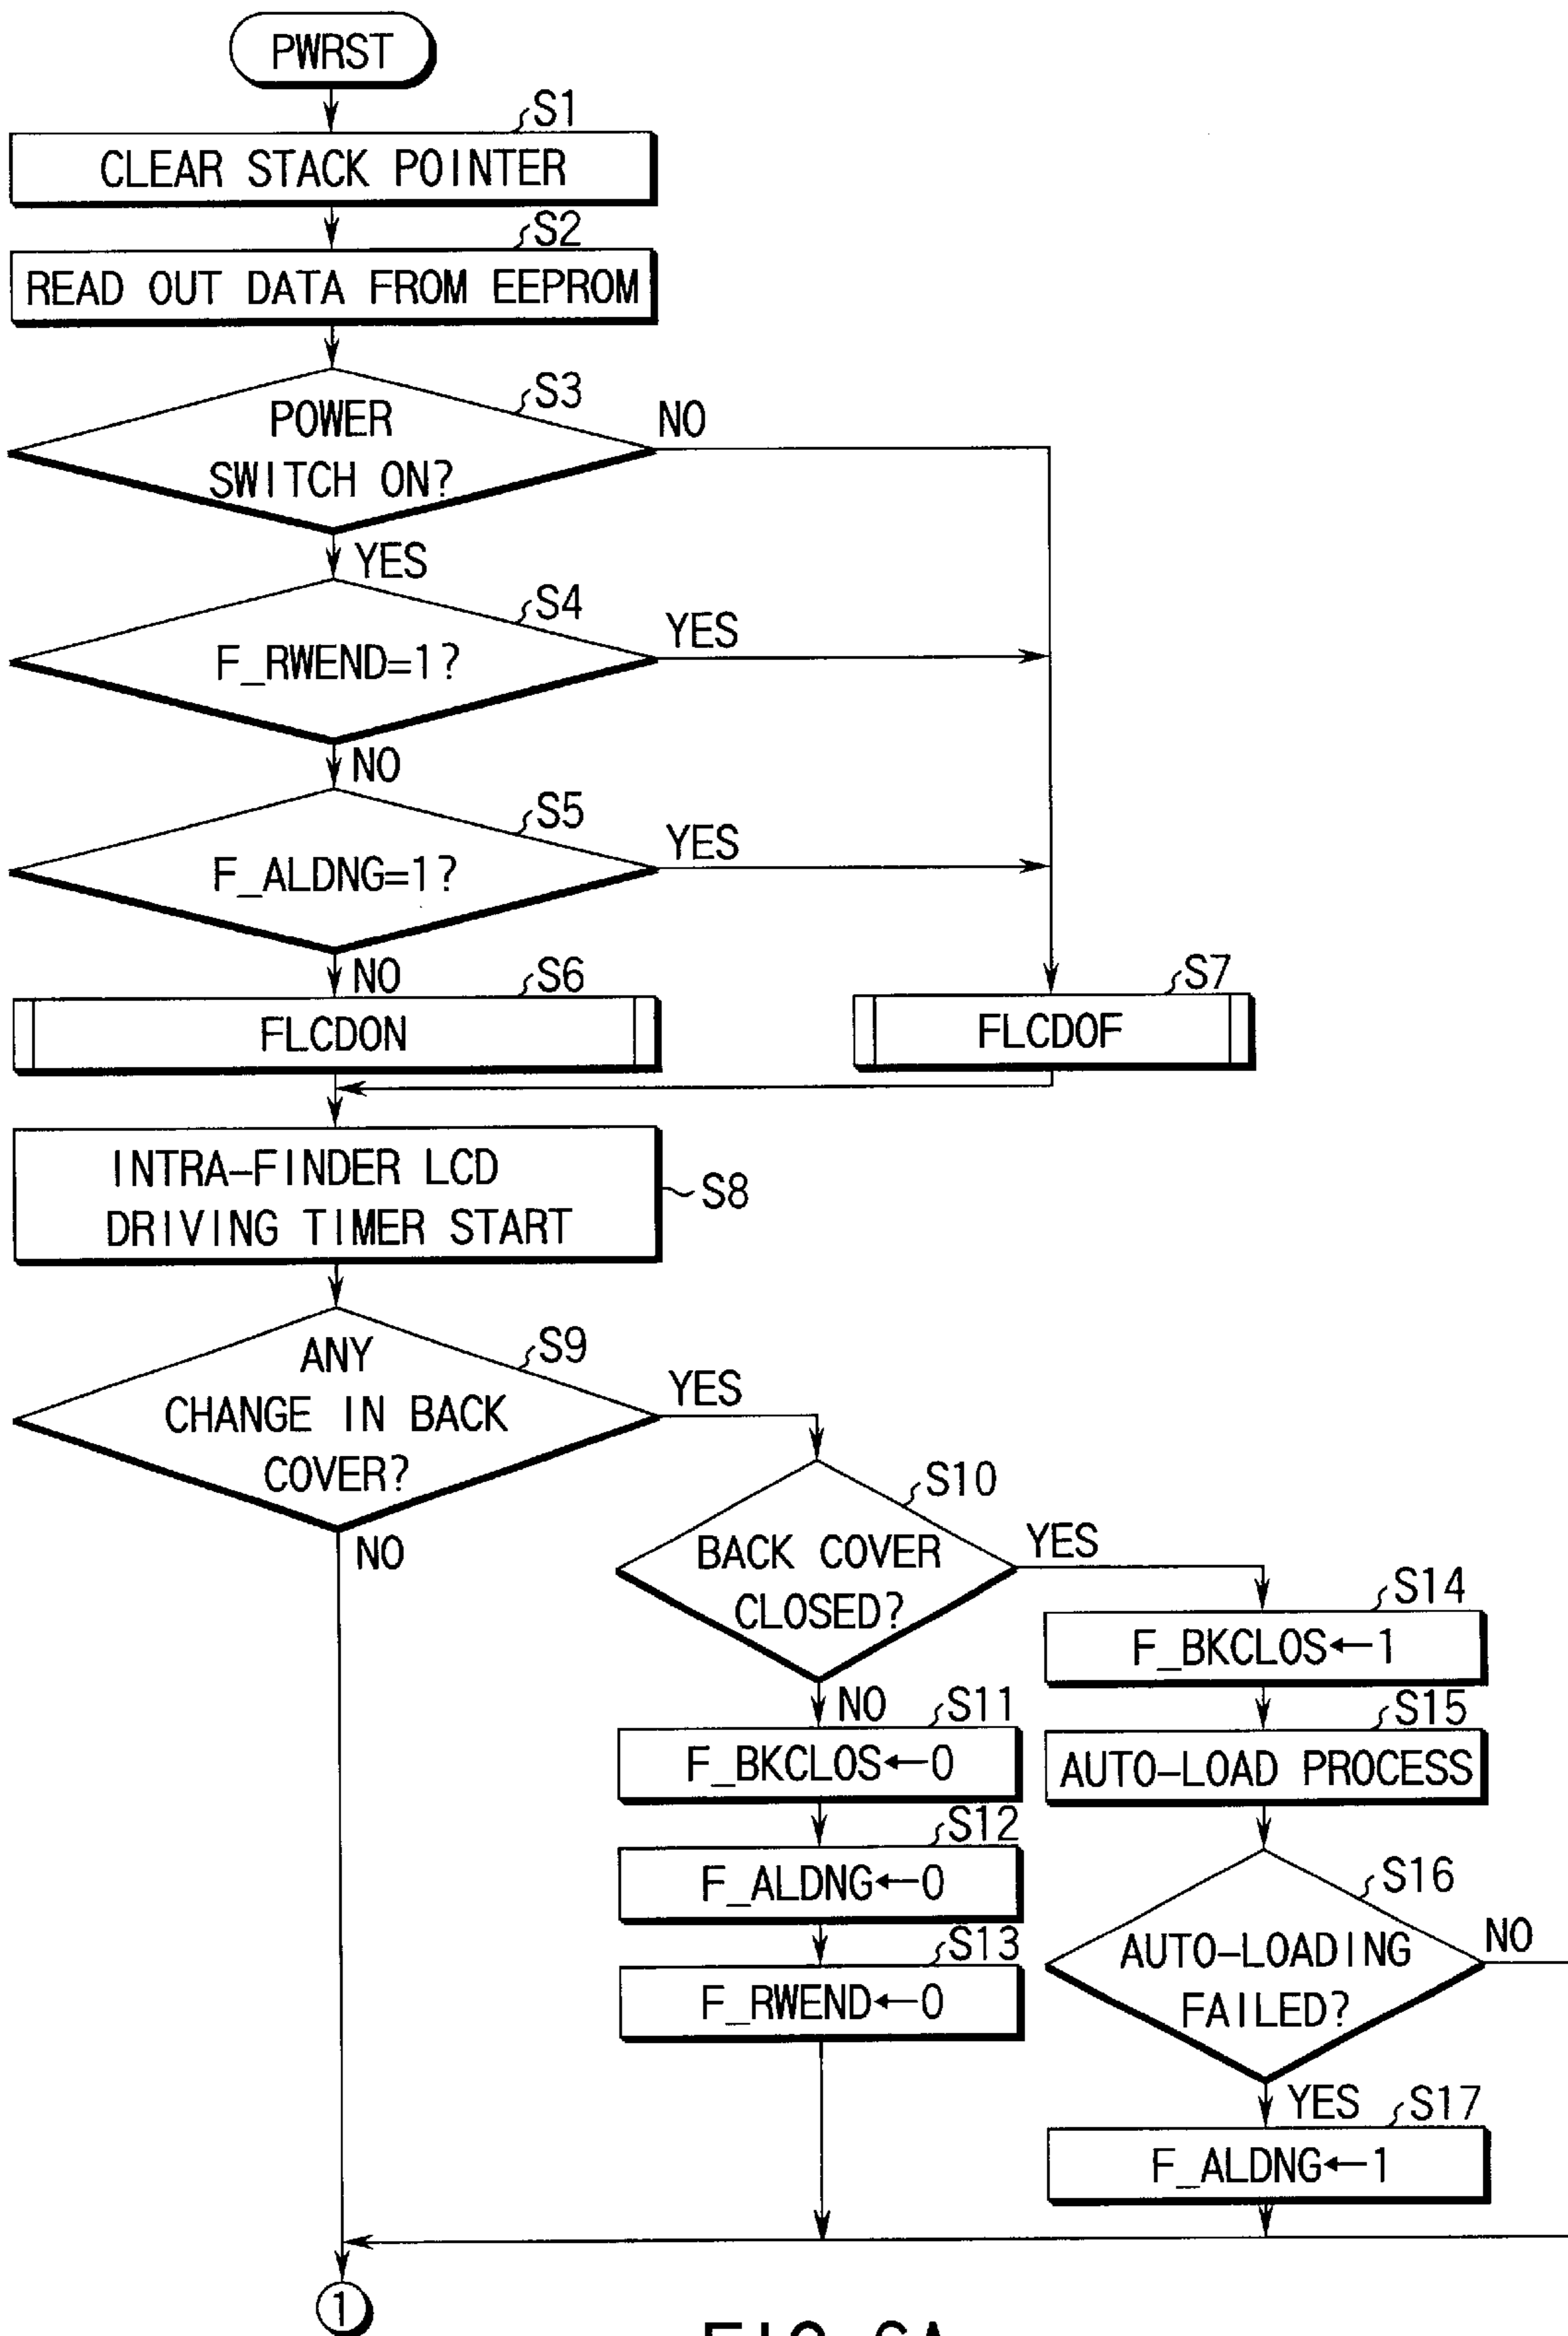 PWRST
S1
CLEAR STACK POINTER
S2
READ OUT DATA FROM EEPROM
S3
POWER
SWITCH ON?
NO
YES
S4
F_RWEND=1?
YES
NO
S5
F_ALDNG=1?
YES
NO
S6
FLCDON
S7
FLCDOF
INTRA-FINDER LCD
DRIVING TIMER START
S8
S9
ANY
CHANGE IN BACK
COVER?
YES
NO
S10
BACK COVER
CLOSED?
YES
NO
S11
F_BKCLOS←0
S12
F_ALDNG←0
S13
F_RWEND←0
S14
F_BKCLOS←1
S15
AUTO-LOAD PROCESS
S16
AUTO-LOADING
FAILED?
NO
YES
S17
F_ALDNG←1
1